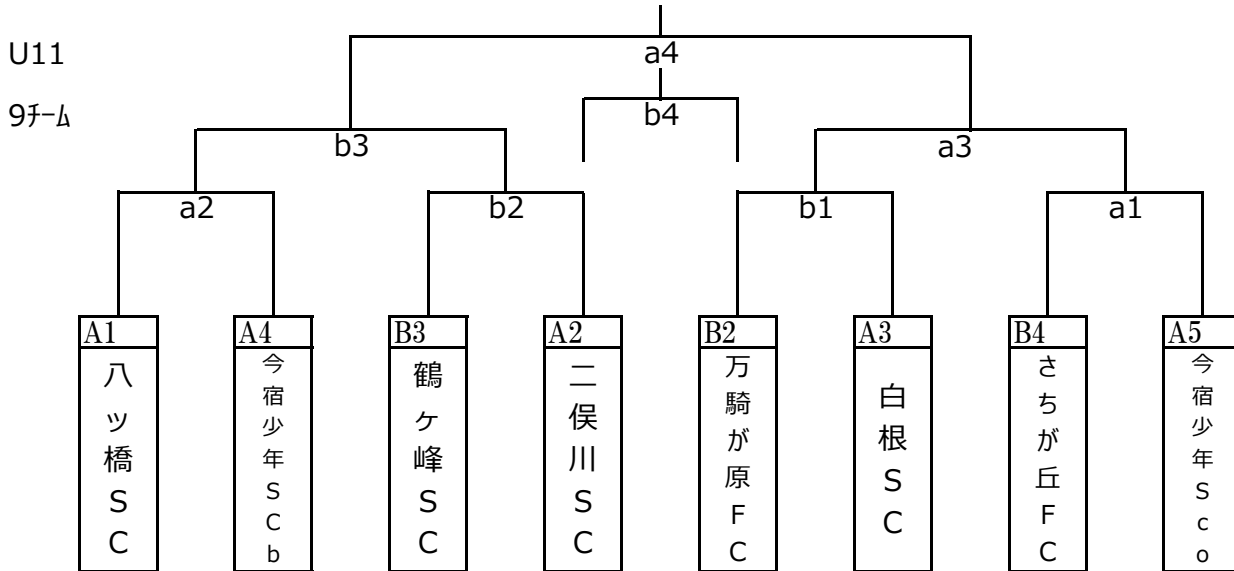 U11
9ﾁｰﾑ
a4
b4
b3
a3
a2
b2
b1
a1
A1
八ッ橋SC
A4
今宿少年SCb
B3
鶴ヶ峰SC
A2
二俣川SC
B2
万騎が原FC
A3
白根SC
B4
さちが丘FC
A5
今宿少年Sco